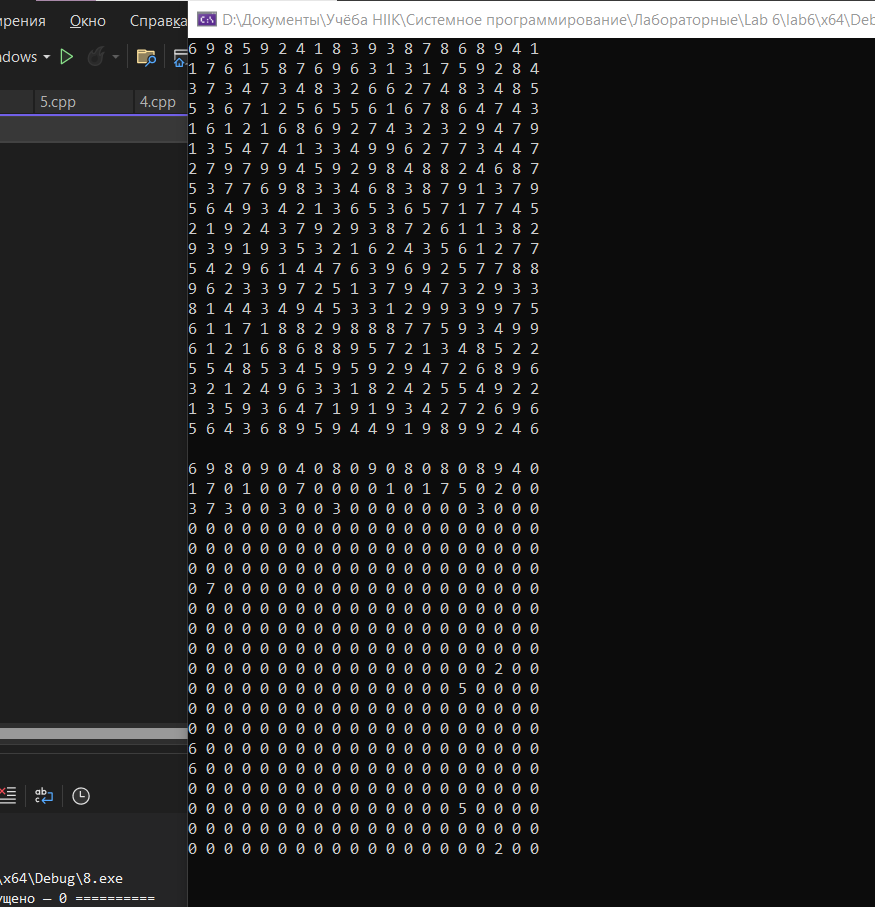 ирения Окно Справка
D:\Документы\Учёба HIIK\Системное программирование\Лабораторные\Lab 6\lab6\x64\Deb
ndows
5.cpp 4.cpp
6 9 8 5 9 2 4 1 8 3 9 3 8 7 8 6 8 9 4 1
1 7 6 1 5 8 7 6 9 6 3 1 3 1 7 5 9 2 8 4
3 7 3 4 7 3 4 8 3 2 6 6 2 7 4 8 3 4 8 5
5 3 6 7 1 2 5 6 5 5 6 1 6 7 8 6 4 7 4 3
1 6 1 2 1 6 8 6 9 2 7 4 3 2 3 2 9 4 7 9
1 3 5 4 7 4 1 3 3 4 9 9 6 2 7 7 3 4 4 7
2 7 9 7 9 9 4 5 9 2 9 8 4 8 8 2 4 6 8 7
5 3 7 7 6 9 8 3 3 4 6 8 3 8 7 9 1 3 7 9
5 6 4 9 3 4 2 1 3 6 5 3 6 5 7 1 7 7 4 5
2 1 9 2 4 3 7 9 2 9 3 8 7 2 6 1 1 3 8 2
9 3 9 1 9 3 5 3 2 1 6 2 4 3 5 6 1 2 7 7
5 4 2 9 6 1 4 4 7 6 3 9 6 9 2 5 7 7 8 8
9 6 2 3 3 9 7 2 5 1 3 7 9 4 7 3 2 9 3 3
8 1 4 4 3 4 9 4 5 3 3 1 2 9 9 3 9 9 7 5
6 1 1 7 1 8 8 2 9 8 8 8 7 7 5 9 3 4 9 9
6 1 2 1 6 8 6 8 8 9 5 7 2 1 3 4 8 5 2 2
5 5 4 8 5 3 4 5 9 5 9 2 9 4 7 2 6 8 9 6
3 2 1 2 4 9 6 3 3 1 8 2 4 2 5 5 4 9 2 2
1 3 5 9 3 6 4 7 1 9 1 9 3 4 2 7 2 6 9 6
5 6 4 3 6 8 9 5 9 4 4 9 1 9 8 9 9 2 4 6
6 9 8 0 9 0 4 0 8 0 9 0 8 0 8 0 8 9 4 0
1 7 0 1 0 0 7 0 0 0 0 1 0 1 7 5 0 2 0 0
3 7 3 0 0 3 0 0 3 0 0 0 0 0 0 0 3 0 0 0
0 0 0 0 0 0 0 0 0 0 0 0 0 0 0 0 0 0 0 0
0 0 0 0 0 0 0 0 0 0 0 0 0 0 0 0 0 0 0 0
0 0 0 0 0 0 0 0 0 0 0 0 0 0 0 0 0 0 0 0
0 7 0 0 0 0 0 0 0 0 0 0 0 0 0 0 0 0 0 0
0 0 0 0 0 0 0 0 0 0 0 0 0 0 0 0 0 0 0 0
0 0 0 0 0 0 0 0 0 0 0 0 0 0 0 0 0 0 0 0
0 0 0 0 0 0 0 0 0 0 0 0 0 0 0 0 0 0 0 0
0 0 0 0 0 0 0 0 0 0 0 0 0 0 0 0 0 2 0 0
0 0 0 0 0 0 0 0 0 0 0 0 0 0 0 5 0 0 0 0
0 0 0 0 0 0 0 0 0 0 0 0 0 0 0 0 0 0 0 0
0 0 0 0 0 0 0 0 0 0 0 0 0 0 0 0 0 0 0 0
6 0 0 0 0 0 0 0 0 0 0 0 0 0 0 0 0 0 0 0
6 0 0 0 0 0 0 0 0 0 0 0 0 0 0 0 0 0 0 0
0 0 0 0 0 0 0 0 0 0 0 0 0 0 0 0 0 0 0 0
0 0 0 0 0 0 0 0 0 0 0 0 0 0 0 5 0 0 0 0
0 0 0 0 0 0 0 0 0 0 0 0 0 0 0 0 0 0 0 0
0 0 0 0 0 0 0 0 0 0 0 0 0 0 0 0 0 2 0 0
\x64\Debug\8.exe
ущено — 0 ==========